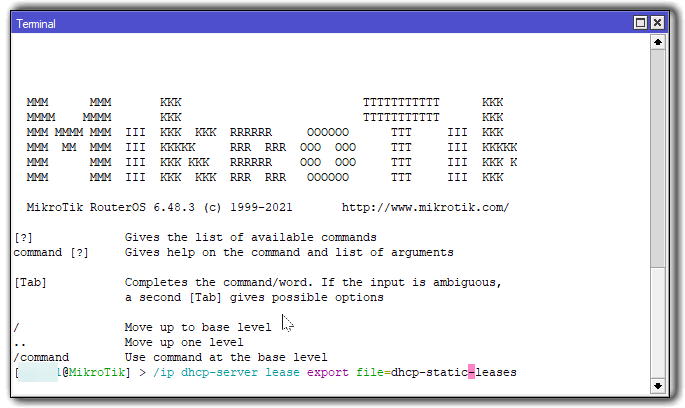 Terminal
MMM      MMM       KKK                          TTTTTTTTTTT      KKK
MMMM    MMMM       KKK                          TTTTTTTTTTT      KKK
MMM MMMM MMM  III  KKK  KKK  RRRRRR     OOOOOO      TTT     III  KKK
MMM  MM  MMM  III  KKKKK     RRR  RRR  OOO  OOO     TTT     III  KKKKK
MMM      MMM  III  KKK KKK   RRRRRR    OOO  OOO     TTT     III  KKK K
MMM      MMM  III  KKK  KKK  RRR  RRR   OOOOOO      TTT     III  KKK
MikroTik RouterOS 6.48.3 (c) 1999-2021       http://www.mikrotik.com/
[?]             Gives the list of available commands
command [?]     Gives help on the command and list of arguments
[Tab]           Completes the command/word. If the input is ambiguous,
a second [Tab] gives possible options
/               Move up to base level
..              Move up one level
/command        Use command at the base level
@MikroTik] > /ip dhcp-server lease export file=dhcp-static-leases